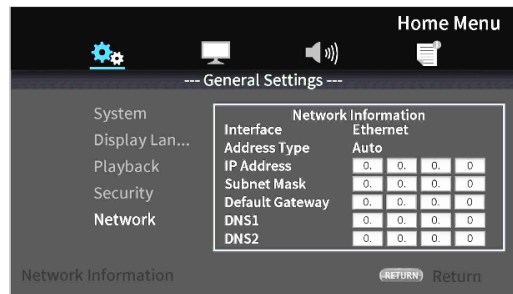 Home Menu
--- General Settings ---
System
Display Lan...
Playback
Security
Network
Network Information
Interface Ethernet
Address Type Auto
IP Address 0. 0. 0. 0
Subnet Mask 0. 0. 0. 0
Default Gateway 0. 0. 0. 0
DNS1 0. 0. 0. 0
DNS2 0. 0. 0. 0
Network Information
RETURN Return